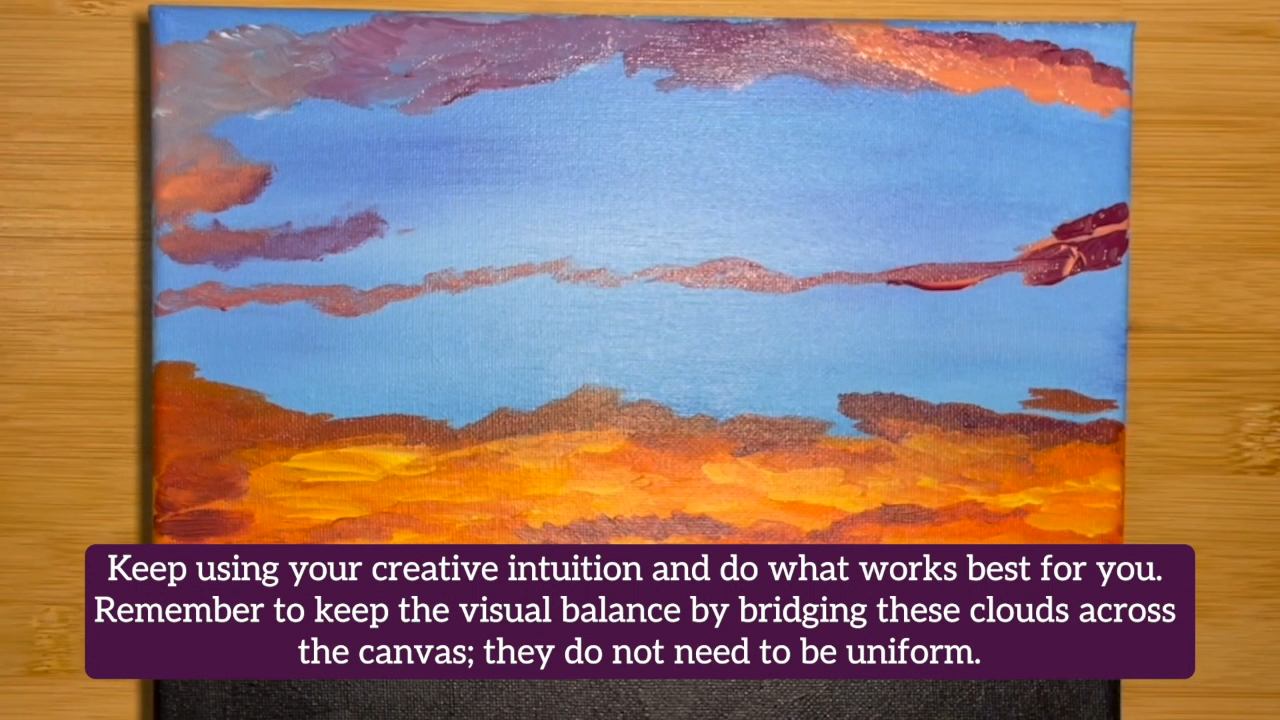 Keep using your creative intuition and do what works best for you.
Remember to keep the visual balance by bridging these clouds across
the canvas; they do not need to be uniform.